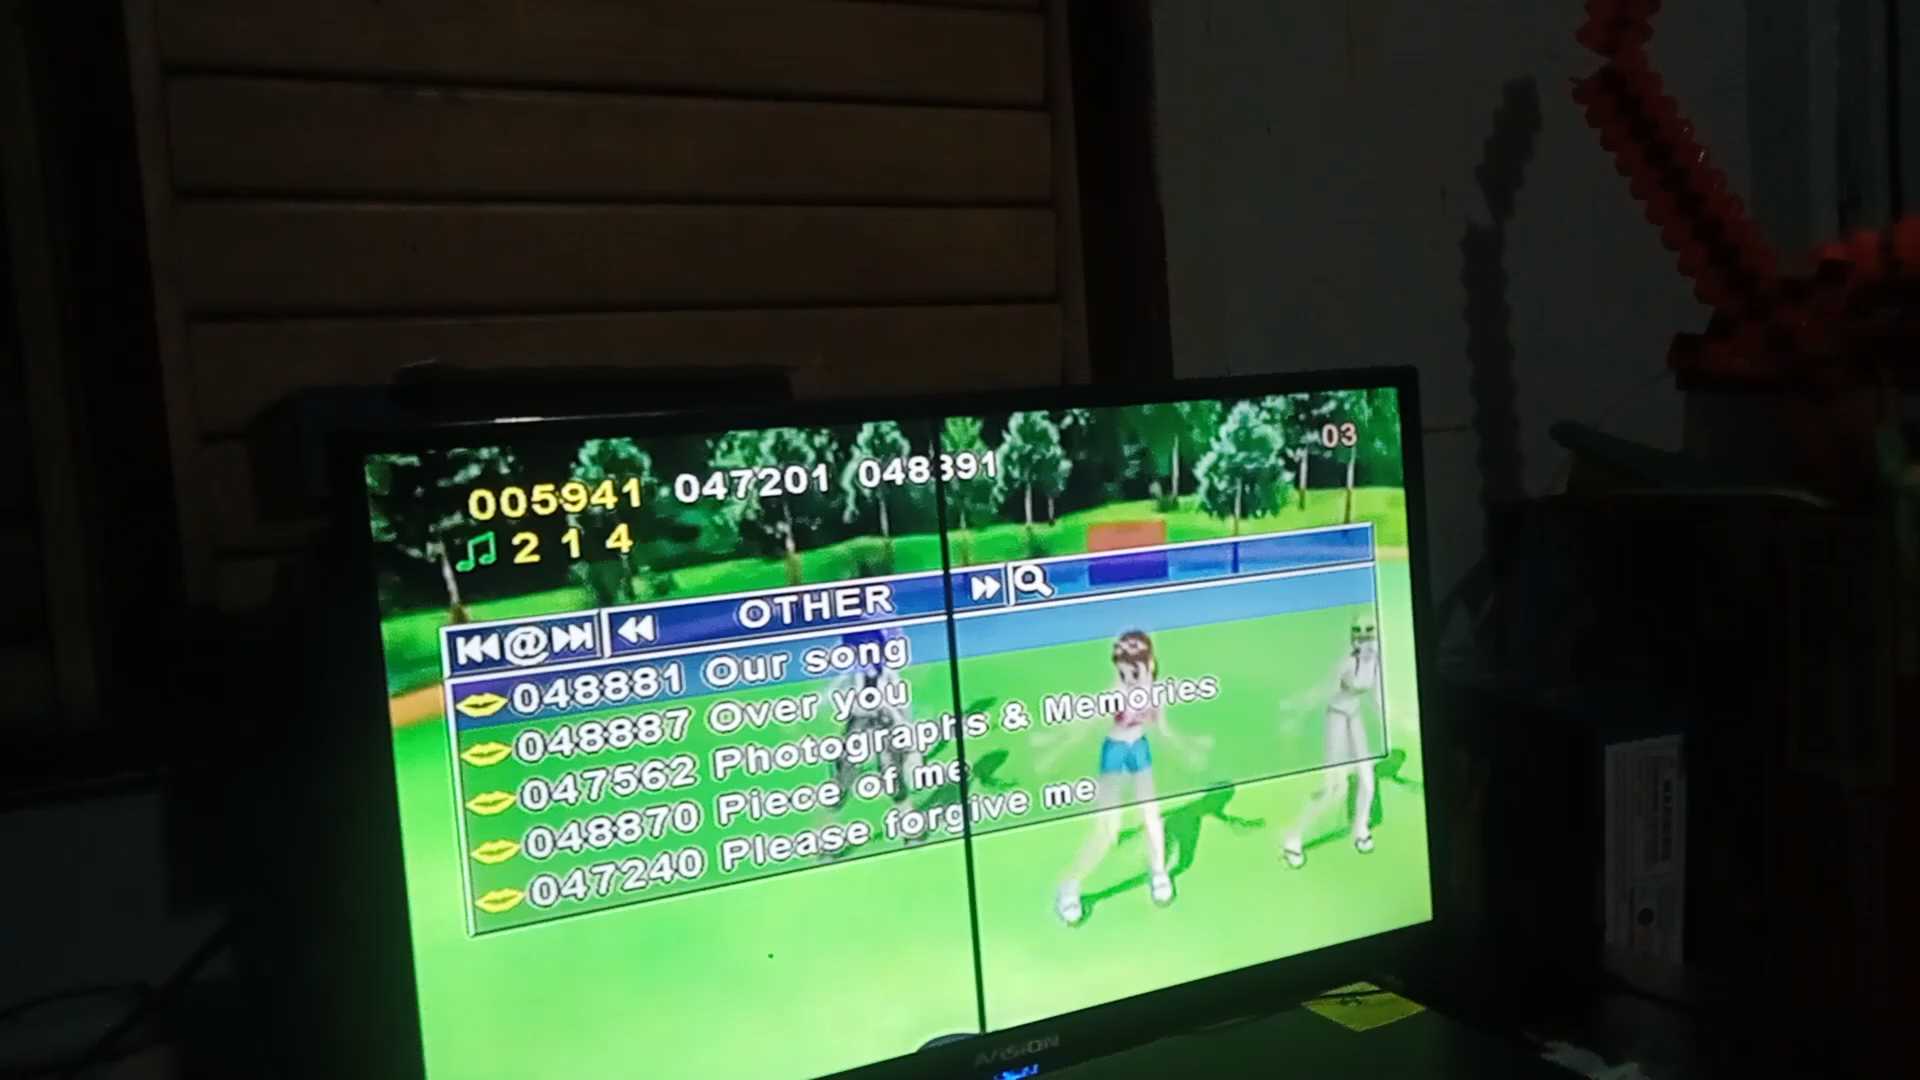 005941 047201 048391
03
2 1 4
@ OTHER
048881 Our song
048887 Over you
047562 Photographs & Memories
048870 Piece of me
047240 Please forgive me
AVISION